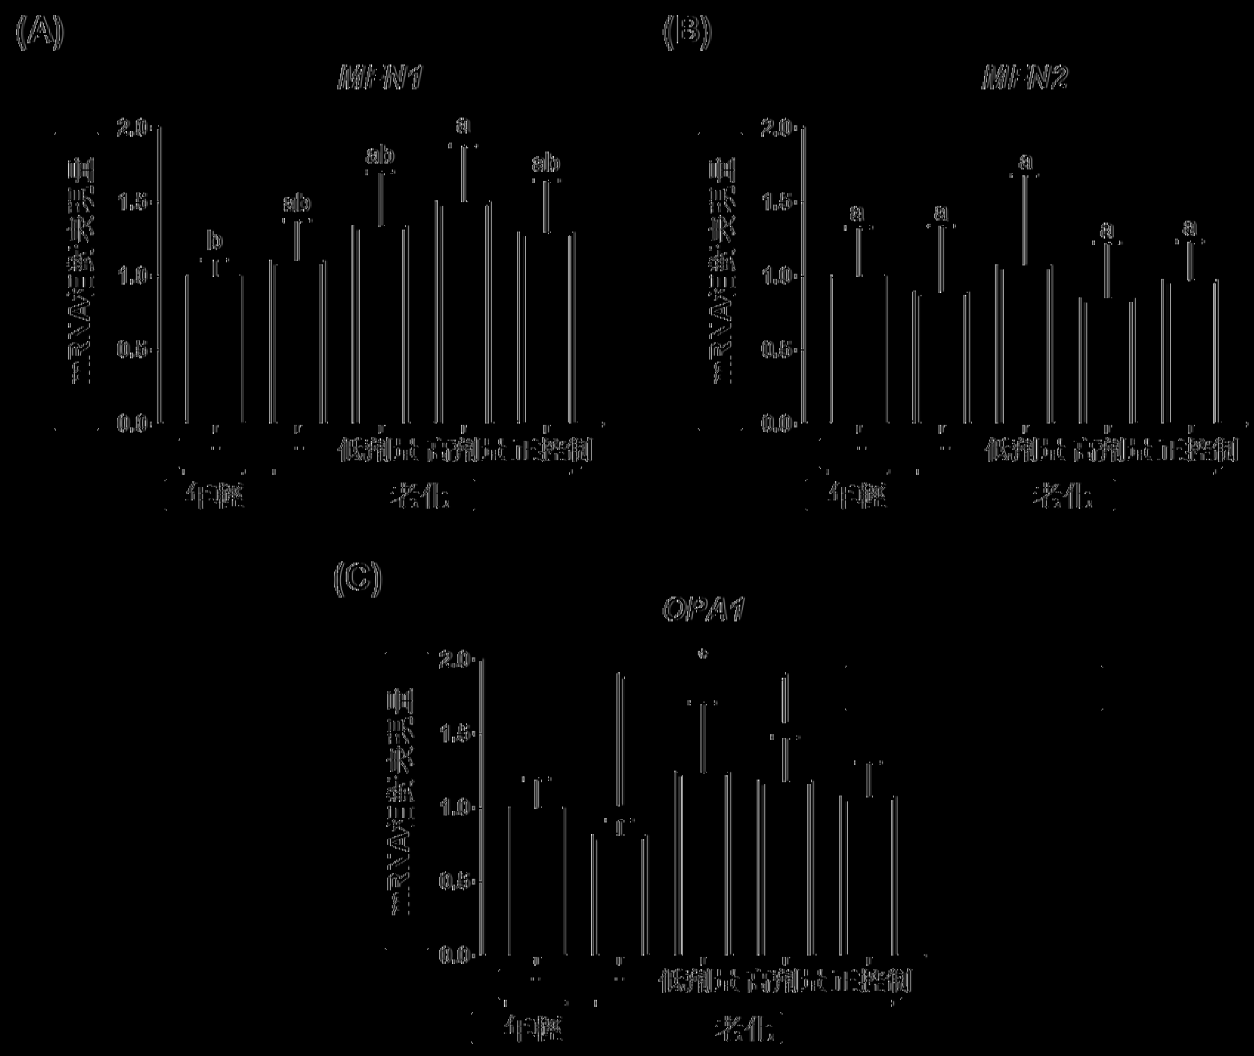 (A)
MFN1
mRNA相對表現量
2.0
1.5
1.0
0.5
0.0
b
ab
ab
a
ab
-
-
低劑量
高劑量
正控制
年輕
老化
(B)
MFN2
mRNA相對表現量
2.0
1.5
1.0
0.5
0.0
a
a
a
a
a
-
-
低劑量
高劑量
正控制
年輕
老化
(C)
OPA1
mRNA相對表現量
2.0
1.5
1.0
0.5
0.0
*
-
-
低劑量
高劑量
正控制
年輕
老化